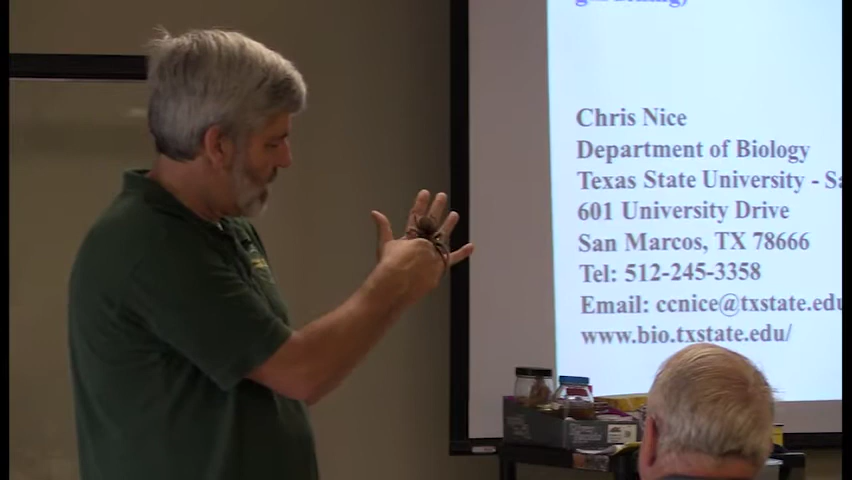 Chris Nice
Department of Biology
Texas State University - Sa
601 University Drive
San Marcos, TX 78666
Tel: 512-245-3358
Email: ccnice@txstate.edu
www.bio.txstate.edu/